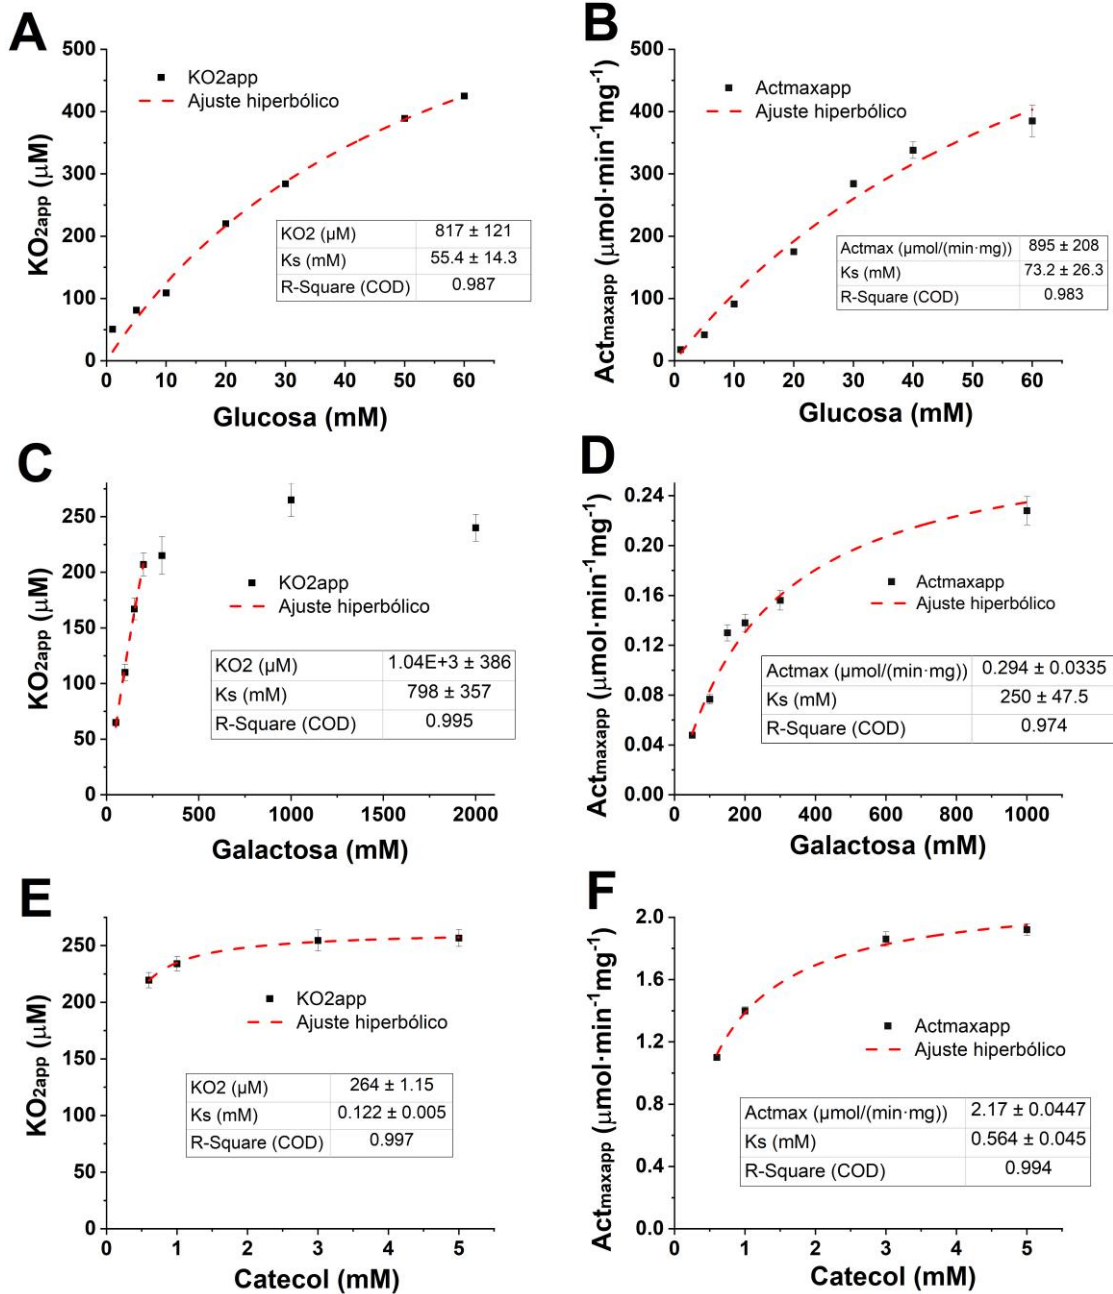 A
KO2app (µM)
500
400
300
200
100
0
KO2app
Ajuste hiperbólico
KO2 (µM) 817 ± 121
Ks (mM) 55.4 ± 14.3
R-Square (COD) 0.987
0 10 20 30 40 50 60
Glucosa (mM)
B
Actmaxapp (µmol·min-1mg-1)
500
400
300
200
100
0
Actmaxapp
Ajuste hiperbólico
Actmax (µmol/(min·mg)) 895 ± 208
Ks (mM) 73.2 ± 26.3
R-Square (COD) 0.983
0 10 20 30 40 50 60
Glucosa (mM)
C
KO2app (µM)
250
200
150
100
50
0
KO2app
Ajuste hiperbólico
KO2 (µM) 1.04E+3 ± 386
Ks (mM) 798 ± 357
R-Square (COD) 0.995
0 500 1000 1500 2000
Galactosa (mM)
D
Actmaxapp (µmol·min-1mg-1)
0.24
0.20
0.16
0.12
0.08
0.04
0.00
Actmaxapp
Ajuste hiperbólico
Actmax (µmol/(min·mg)) 0.294 ± 0.0335
Ks (mM) 250 ± 47.5
R-Square (COD) 0.974
0 200 400 600 800 1000
Galactosa (mM)
E
KO2app (µM)
250
200
150
100
50
0
KO2app
Ajuste hiperbólico
KO2 (µM) 264 ± 1.15
Ks (mM) 0.122 ± 0.005
R-Square (COD) 0.997
0 1 2 3 4 5
Catecol (mM)
F
Actmaxapp (µmol·min-1mg-1)
2.0
1.6
1.2
0.8
0.4
0.0
Actmaxapp
Ajuste hiperbólico
Actmax (µmol/(min·mg)) 2.17 ± 0.0447
Ks (mM) 0.564 ± 0.045
R-Square (COD) 0.994
0 1 2 3 4 5
Catecol (mM)